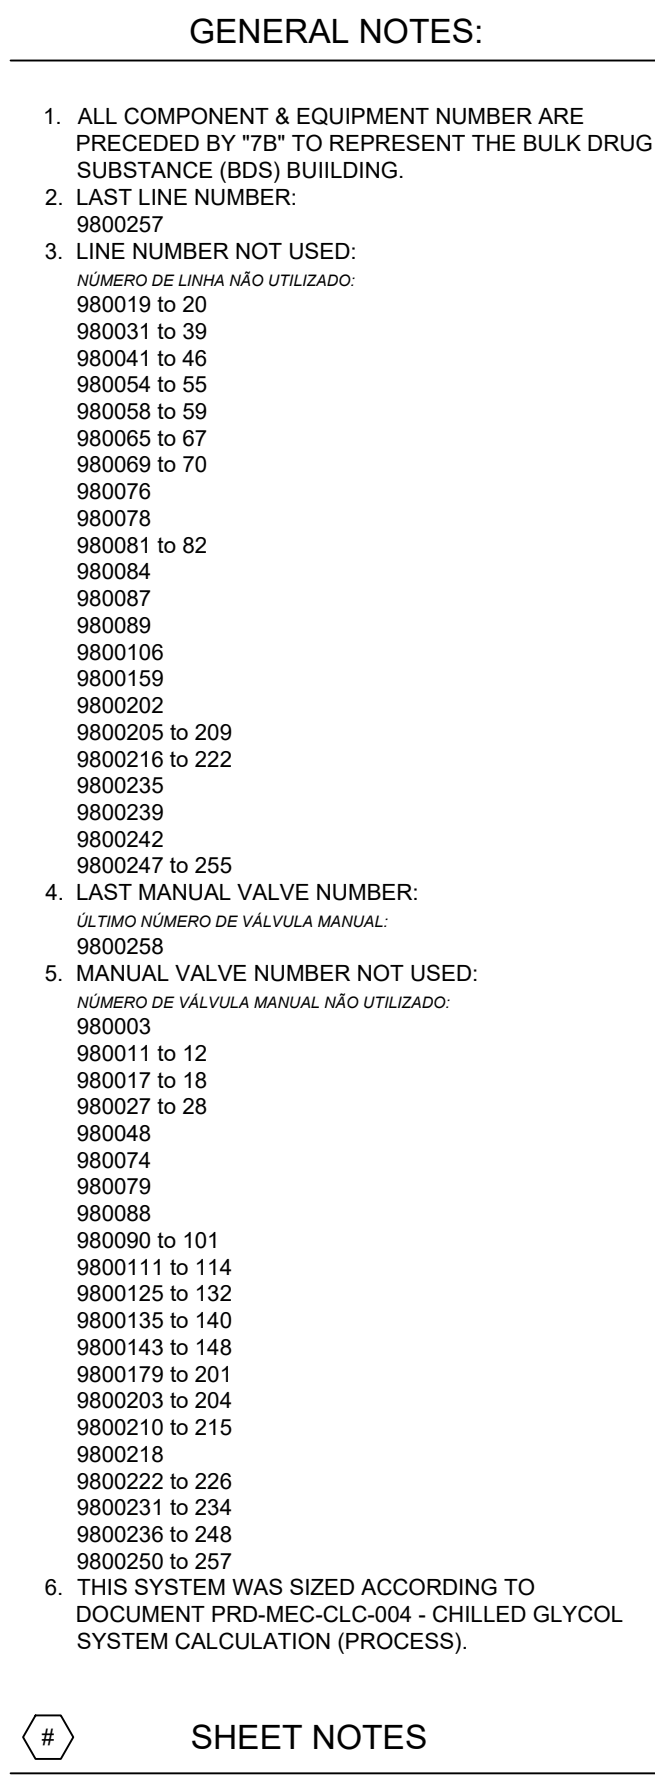 GENERAL NOTES:
1. ALL COMPONENT & EQUIPMENT NUMBER ARE
PRECEDED BY "7B" TO REPRESENT THE BULK DRUG
SUBSTANCE (BDS) BUIILDING.
2. LAST LINE NUMBER:
9800257
3. LINE NUMBER NOT USED:
NÚMERO DE LINHA NÃO UTILIZADO:
980019 to 20
980031 to 39
980041 to 46
980054 to 55
980058 to 59
980065 to 67
980069 to 70
980076
980078
980081 to 82
980084
980087
980089
9800106
9800159
9800202
9800205 to 209
9800216 to 222
9800235
9800239
9800242
9800247 to 255
4. LAST MANUAL VALVE NUMBER:
ÚLTIMO NÚMERO DE VÁLVULA MANUAL:
9800258
5. MANUAL VALVE NUMBER NOT USED:
NÚMERO DE VÁLVULA MANUAL NÃO UTILIZADO:
980003
980011 to 12
980017 to 18
980027 to 28
980048
980074
980079
980088
980090 to 101
9800111 to 114
9800125 to 132
9800135 to 140
9800143 to 148
9800179 to 201
9800203 to 204
9800210 to 215
9800218
9800222 to 226
9800231 to 234
9800236 to 248
9800250 to 257
6. THIS SYSTEM WAS SIZED ACCORDING TO
DOCUMENT PRD-MEC-CLC-004 - CHILLED GLYCOL
SYSTEM CALCULATION (PROCESS).
# SHEET NOTES